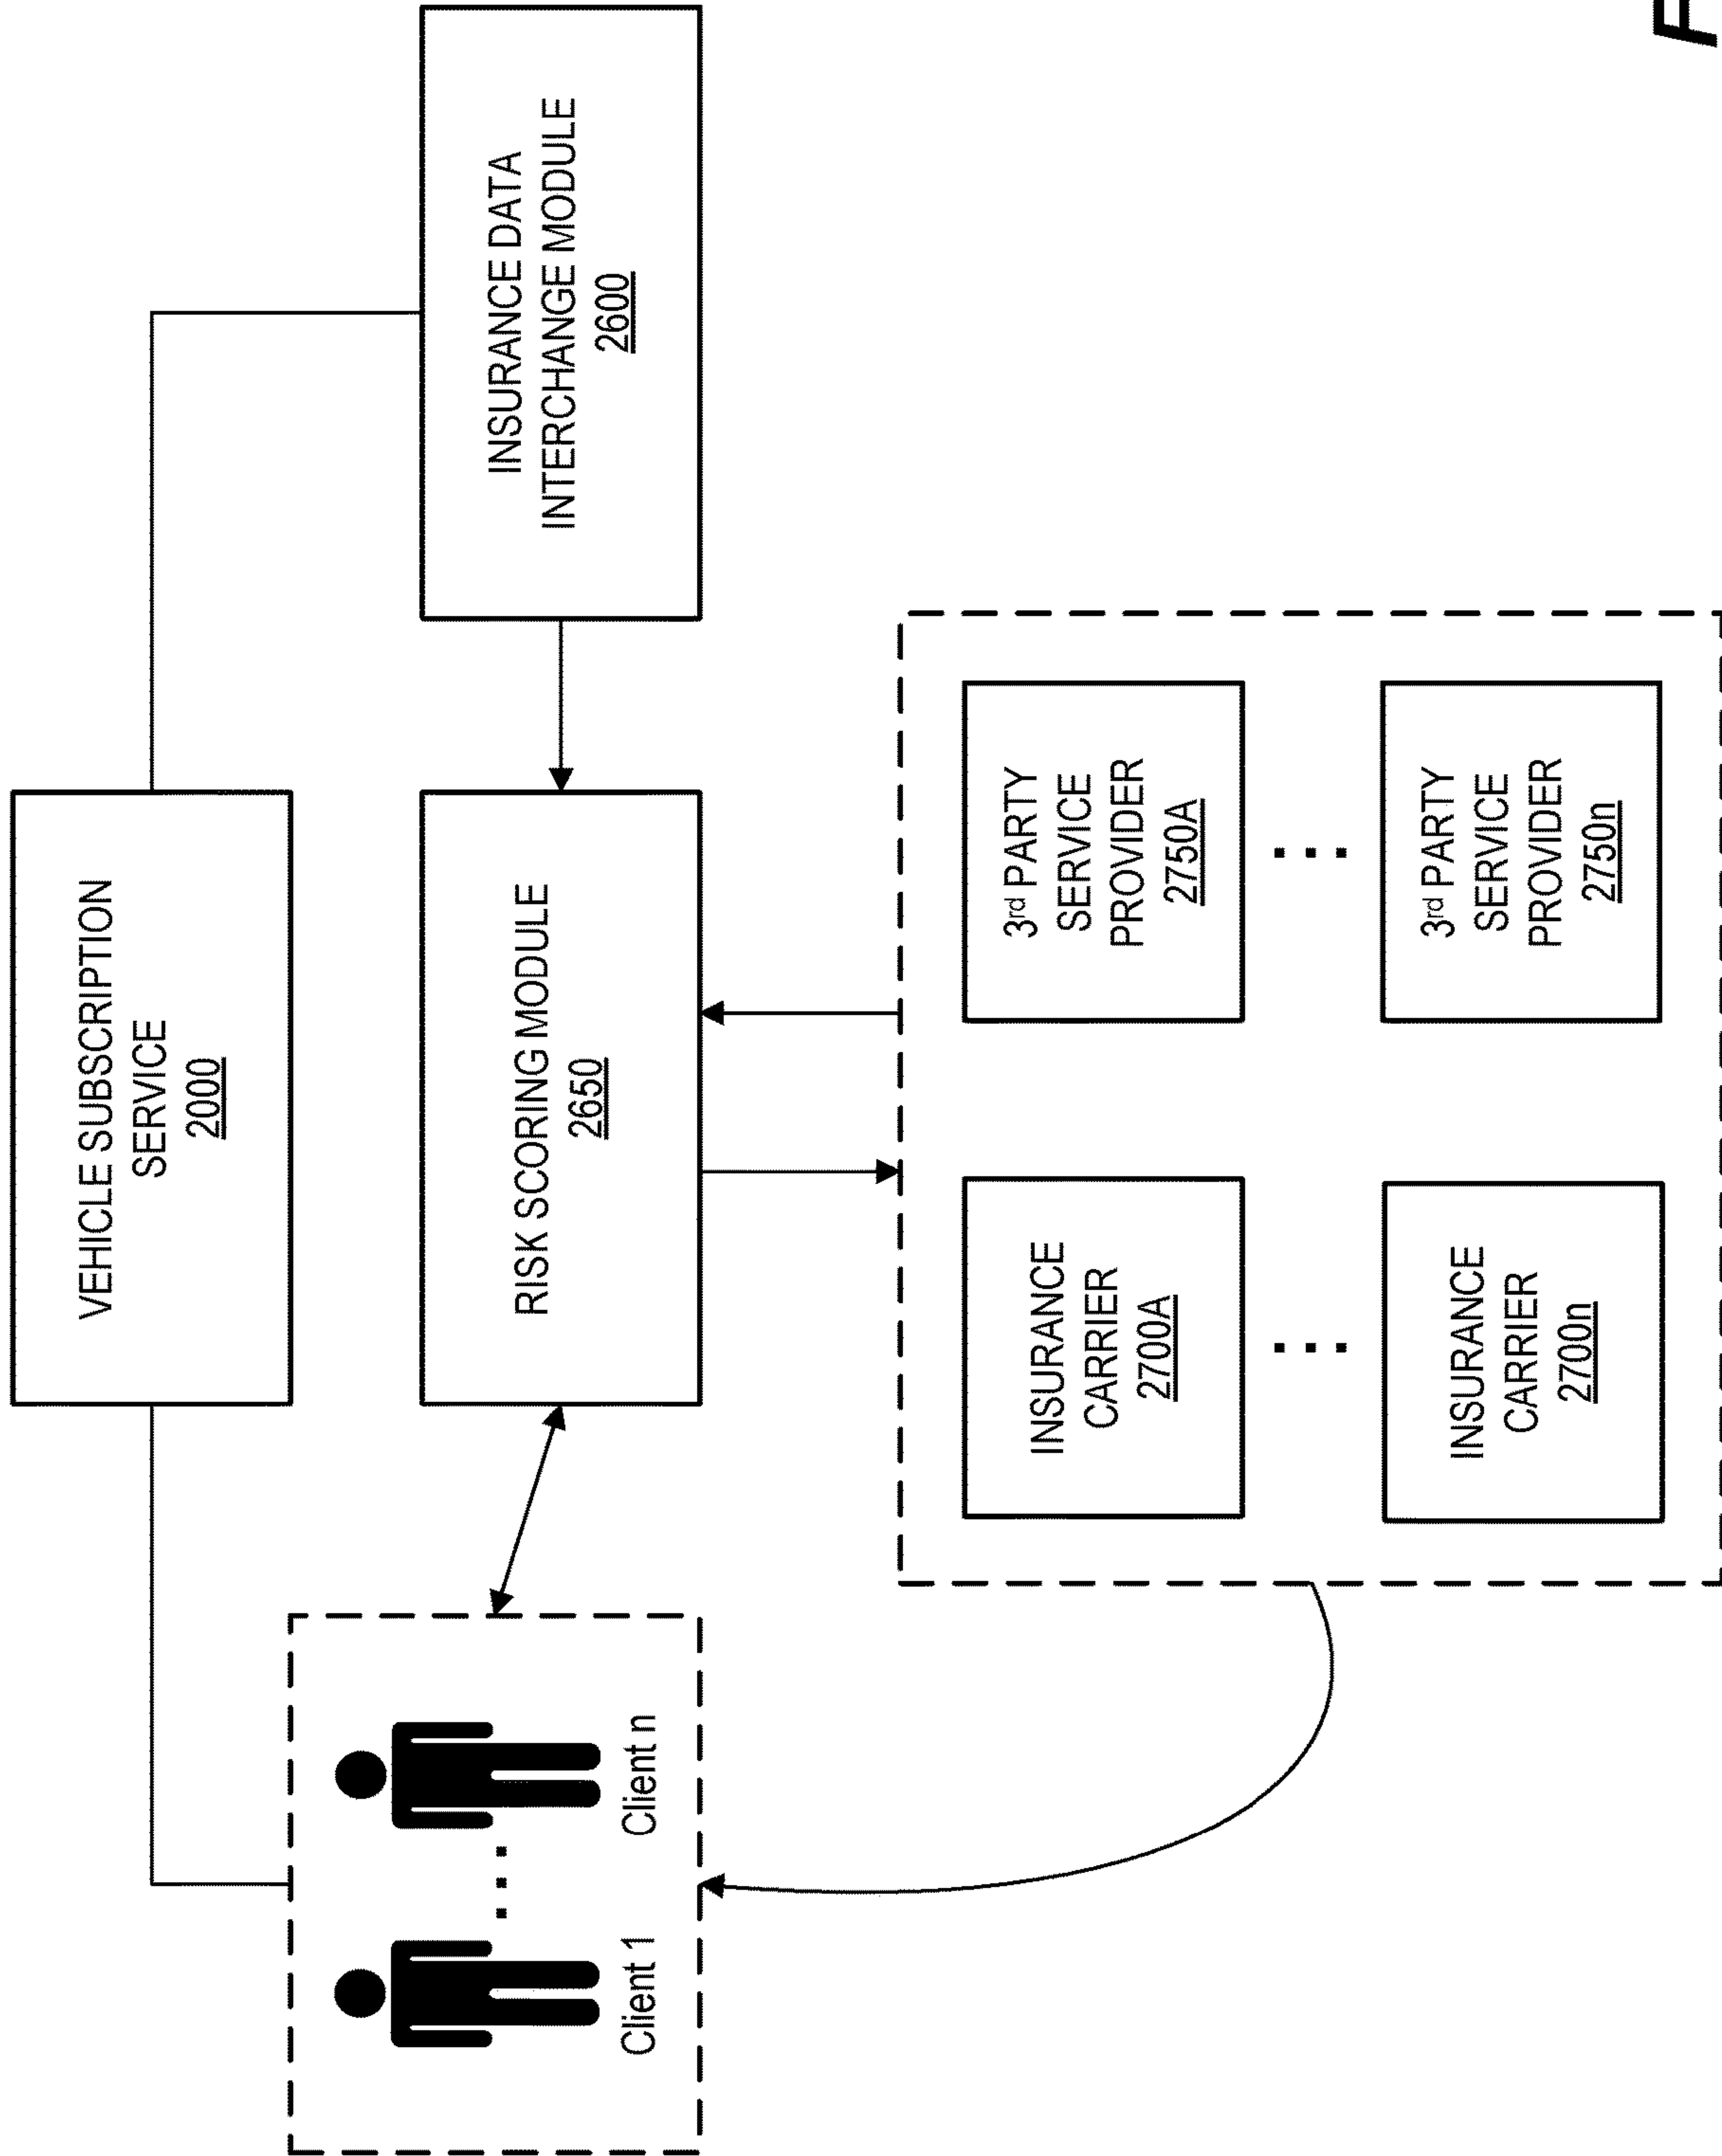 VEHICLE SUBSCRIPTION
SERVICE
2000
Client 1
Client n
RISK SCORING MODULE
2650
INSURANCE DATA
INTERCHANGE MODULE
2600
INSURANCE
CARRIER
2700A
3rd PARTY
SERVICE
PROVIDER
2750A
INSURANCE
CARRIER
2700n
3rd PARTY
SERVICE
PROVIDER
2750n